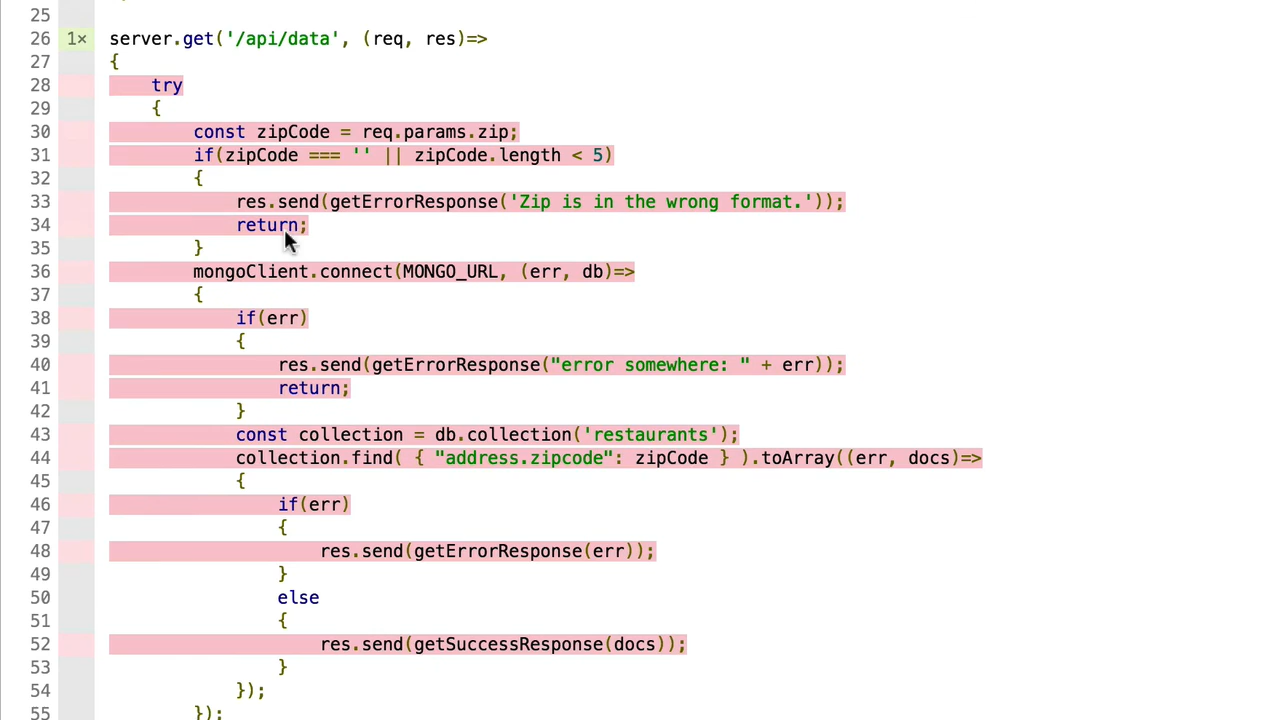 25
26 1× server.get('/api/data', (req, res)=>
27 {
28 try
29 {
30 const zipCode = req.params.zip;
31 if(zipCode === '' || zipCode.length < 5)
32 {
33 res.send(getErrorResponse('Zip is in the wrong format.'));
34 return;
35 }
36 mongoClient.connect(MONGO_URL, (err, db)=>
37 {
38 if(err)
39 {
40 res.send(getErrorResponse("error somewhere: " + err));
41 return;
42 }
43 const collection = db.collection('restaurants');
44 collection.find( { "address.zipcode": zipCode } ).toArray((err, docs)=>
45 {
46 if(err)
47 {
48 res.send(getErrorResponse(err));
49 }
50 else
51 {
52 res.send(getSuccessResponse(docs));
53 }
54 });
55 });